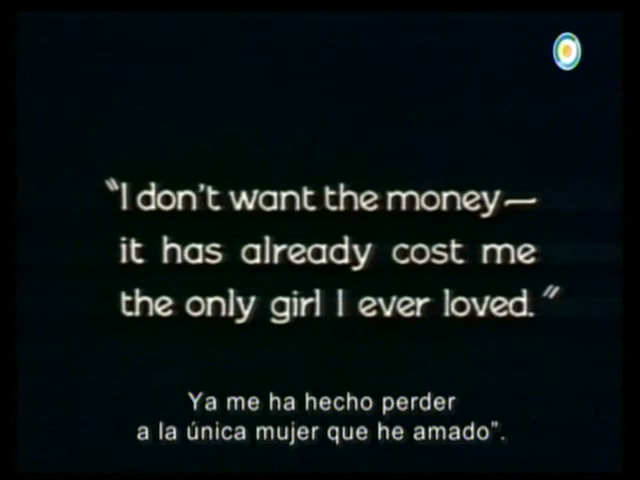 “I don't want the money—
it has already cost me
the only girl I ever loved.”
Ya me ha hecho perder
a la única mujer que he amado".